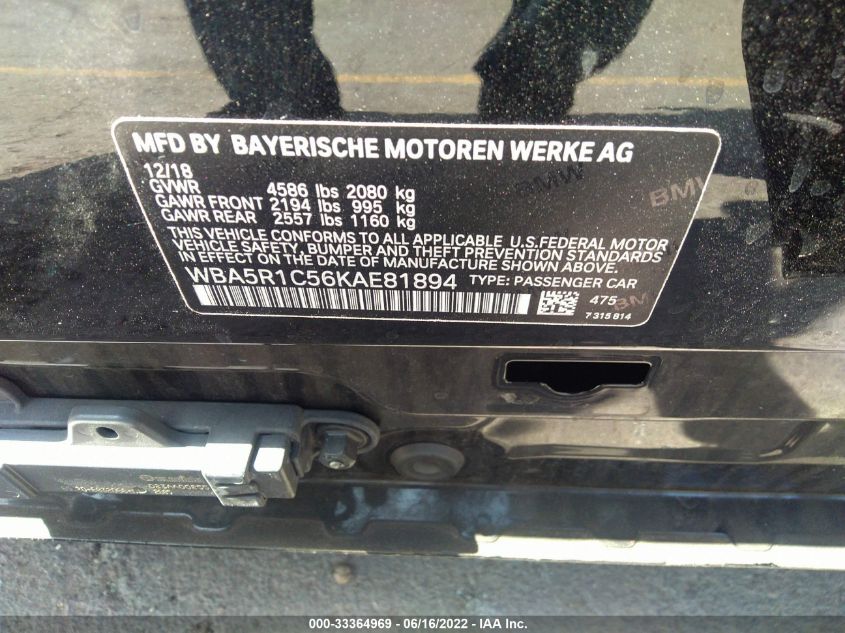 MFD BY BAYERISCHE MOTOREN WERKE AG
12/18
GVWR 4586 lbs 2080 kg
GAWR FRONT 2194 lbs 995 kg
GAWR REAR 2557 lbs 1160 kg
THIS VEHICLE CONFORMS TO ALL APPLICABLE U.S.FEDERAL MOTOR
VEHICLE SAFETY, BUMPER AND THEFT PREVENTION STANDARDS
IN EFFECT ON THE DATE OF MANUFACTURE SHOWN ABOVE.
WBA5R1C56KAE81894 TYPE: PASSENGER CAR
475
7 315 814
BMW
BMW
BM
000-33364969 - 06/16/2022 - IAA Inc.